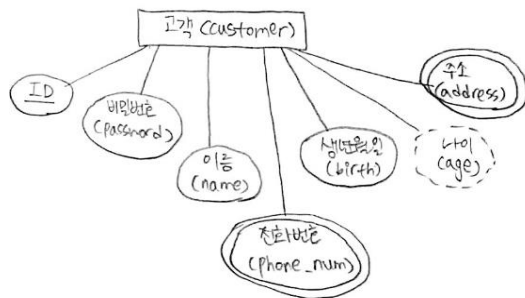 고객 (customer)
ID
비밀번호
(password)
이름
(name)
전화번호
(phone_num)
생년월일
(birth)
나이
(age)
주소
(address)